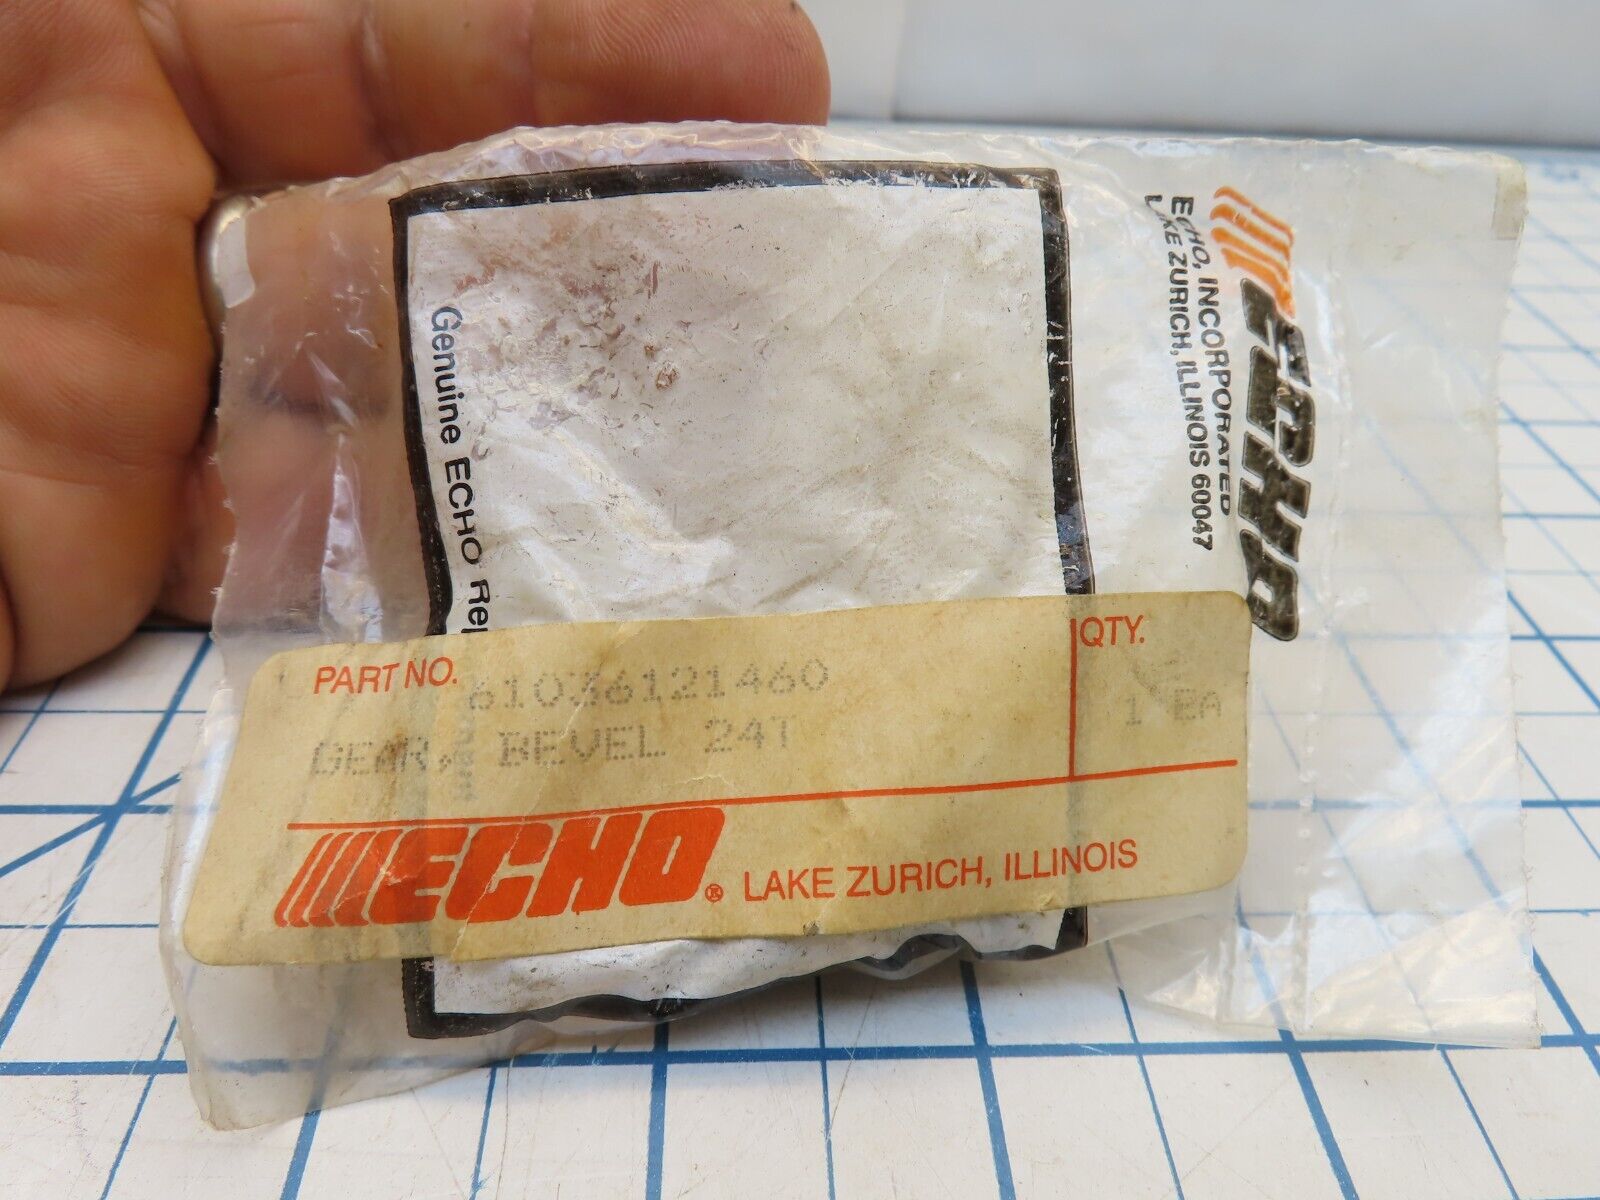 ECHO
ECHO, INCORPORATED
LAKE ZURICH, ILLINOIS 60047
Genuine ECHO Rep
PART NO. 61036121460
QTY.
GEAR, BEVEL 24T
1 EA
ECHO® LAKE ZURICH, ILLINOIS